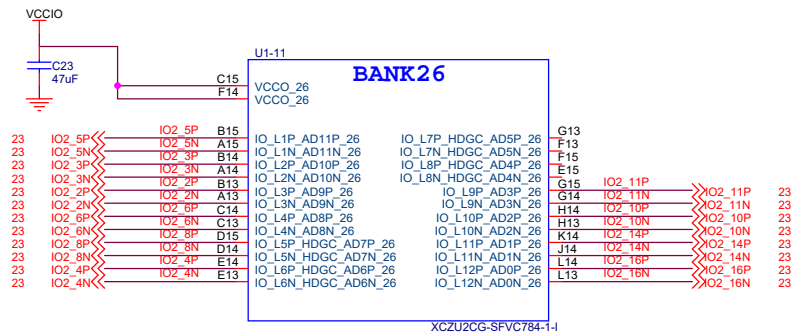 VCCIO
C23
47uF
U1-11
BANK26
C15 VCCO_26
F14 VCCO_26
23 IO2_5P IO2_5P B15 IO_L1P_AD11P_26 IO_L7P_HDGC_AD5P_26 G13
23 IO2_5N IO2_5N A15 IO_L1N_AD11N_26 IO_L7N_HDGC_AD5N_26 F13
23 IO2_3P IO2_3P B14 IO_L2P_AD10P_26 IO_L8P_HDGC_AD4P_26 F15
23 IO2_3N IO2_3N A14 IO_L2N_AD10N_26 IO_L8N_HDGC_AD4N_26 E15
23 IO2_2P IO2_2P B13 IO_L3P_AD9P_26 IO_L9P_AD3P_26 G15 IO2_11P IO2_11P 23
23 IO2_2N IO2_2N A13 IO_L3N_AD9N_26 IO_L9N_AD3N_26 G14 IO2_11N IO2_11N 23
23 IO2_6P IO2_6P C14 IO_L4P_AD8P_26 IO_L10P_AD2P_26 H14 IO2_10P IO2_10P 23
23 IO2_6N IO2_6N C13 IO_L4N_AD8N_26 IO_L10N_AD2N_26 H13 IO2_10N IO2_10N 23
23 IO2_8P IO2_8P D15 IO_L5P_HDGC_AD7P_26 IO_L11P_AD1P_26 K14 IO2_14P IO2_14P 23
23 IO2_8N IO2_8N D14 IO_L5N_HDGC_AD7N_26 IO_L11N_AD1N_26 J14 IO2_14N IO2_14N 23
23 IO2_4P IO2_4P E14 IO_L6P_HDGC_AD6P_26 IO_L12P_AD0P_26 L14 IO2_16P IO2_16P 23
23 IO2_4N IO2_4N E13 IO_L6N_HDGC_AD6N_26 IO_L12N_AD0N_26 L13 IO2_16N IO2_16N 23
XCZU2CG-SFVC784-1-I